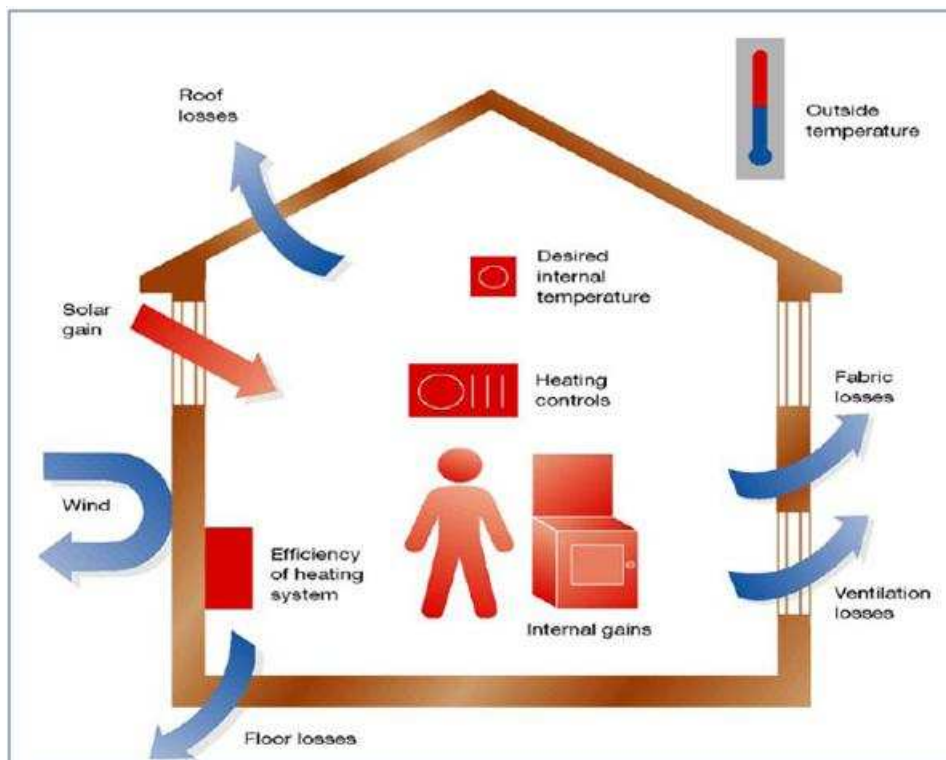 Roof
losses
Outside
temperature
Desired
internal
temperature
Solar
gain
Heating
controls
Fabric
losses
Wind
Efficiency
of heating
system
Ventilation
losses
Internal gains
Floor losses